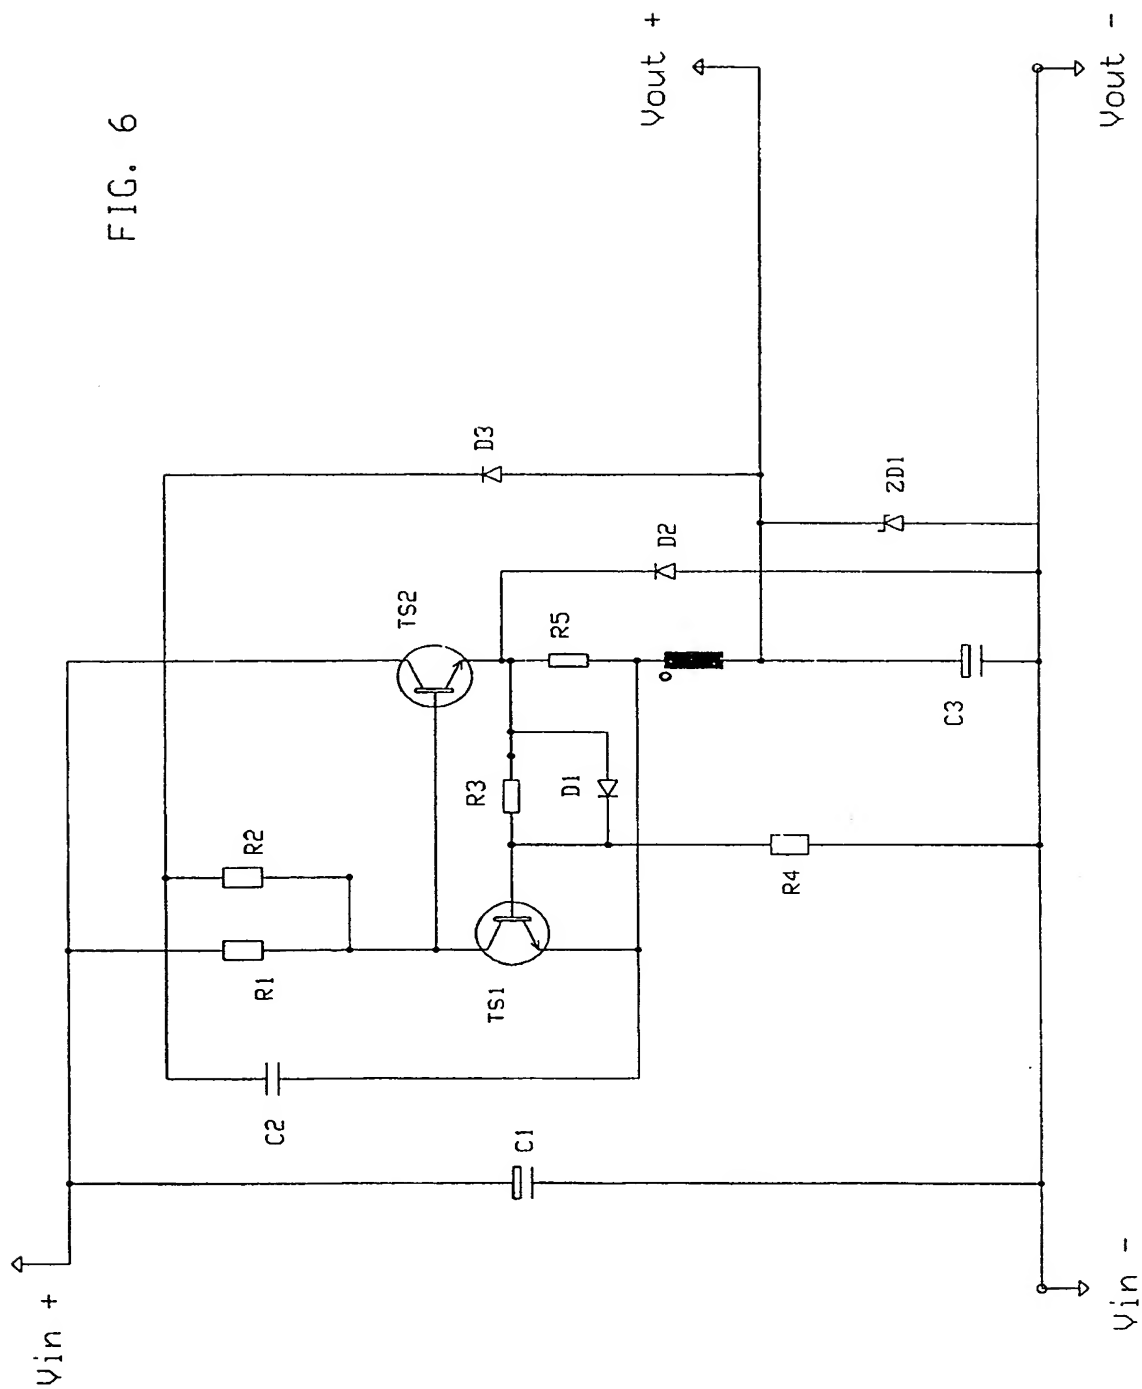 FIG. 6
Vin +
Vout +
Vin -
Vout -
C1
C2
R1
R2
TS1
TS2
R3
D1
R4
R5
D2
D3
ZD1
C3